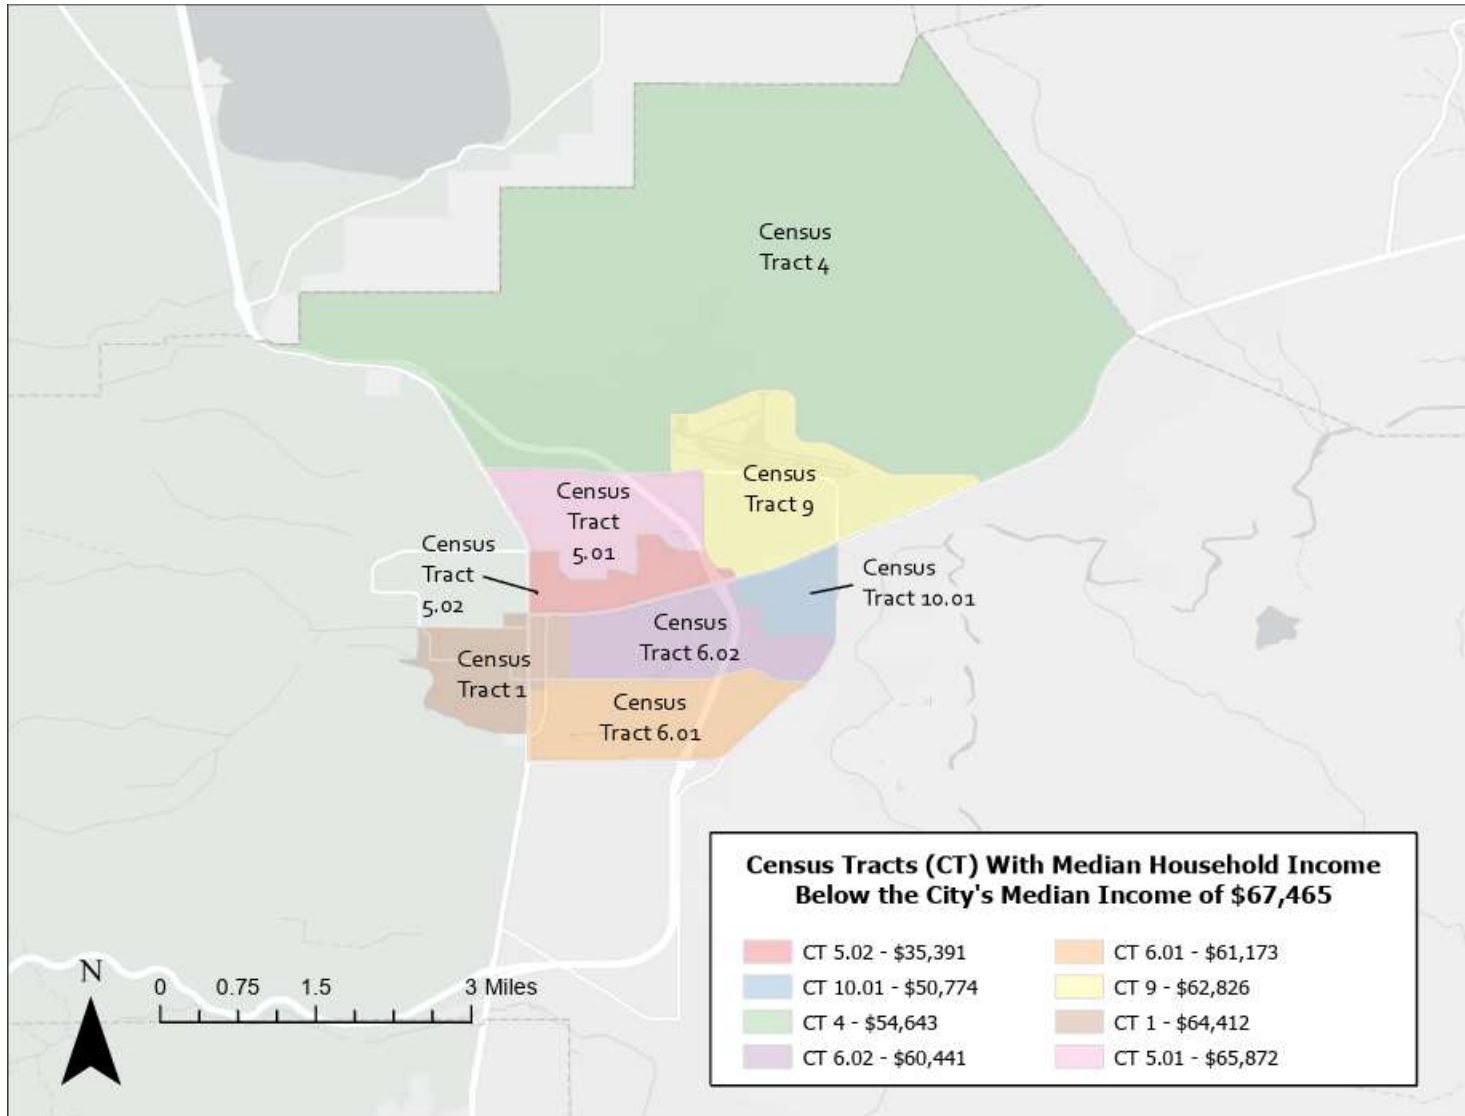 Census
Tract 4
Census
Tract 9
Census
Tract
5.01
Census
Tract
5.02
Census
Tract 10.01
Census
Tract 6.02
Census
Tract 1
Census
Tract 6.01
Census Tracts (CT) With Median Household Income
Below the City's Median Income of $67,465
CT 5.02 - $35,391
CT 10.01 - $50,774
CT 4 - $54,643
CT 6.02 - $60,441
CT 6.01 - $61,173
CT 9 - $62,826
CT 1 - $64,412
CT 5.01 - $65,872
N
0 0.75 1.5 3 Miles